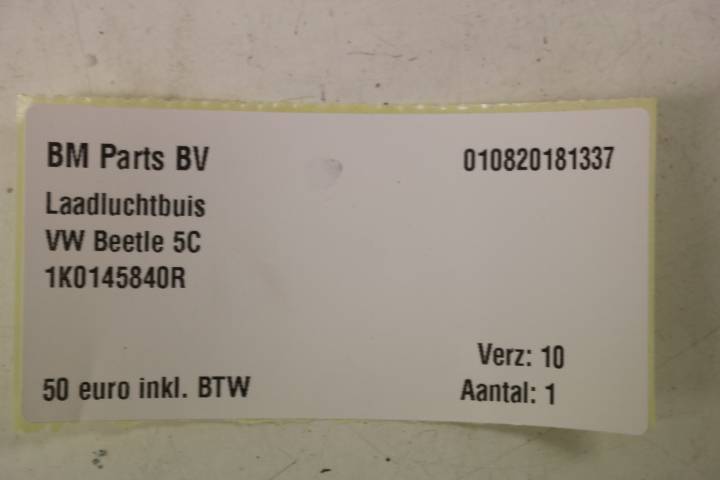 BM Parts BV 010820181337
Laadluchtbuis
VW Beetle 5C
1K0145840R
Verz: 10
50 euro inkl. BTW Aantal: 1